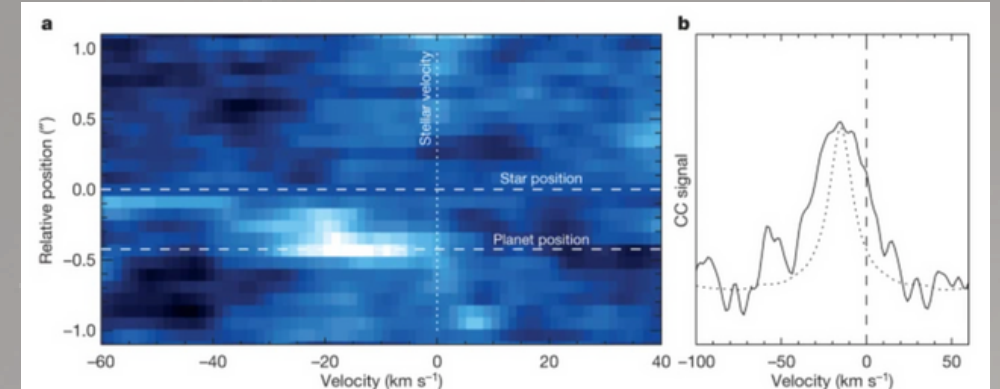 a
b
1.0
0.5
0.0
−0.5
−1.0
Relative position (″)
Stellar velocity
Star position
Planet position
−60
−40
−20
0
20
40
Velocity (km s⁻¹)
CC signal
−100
−50
0
50
Velocity (km s⁻¹)